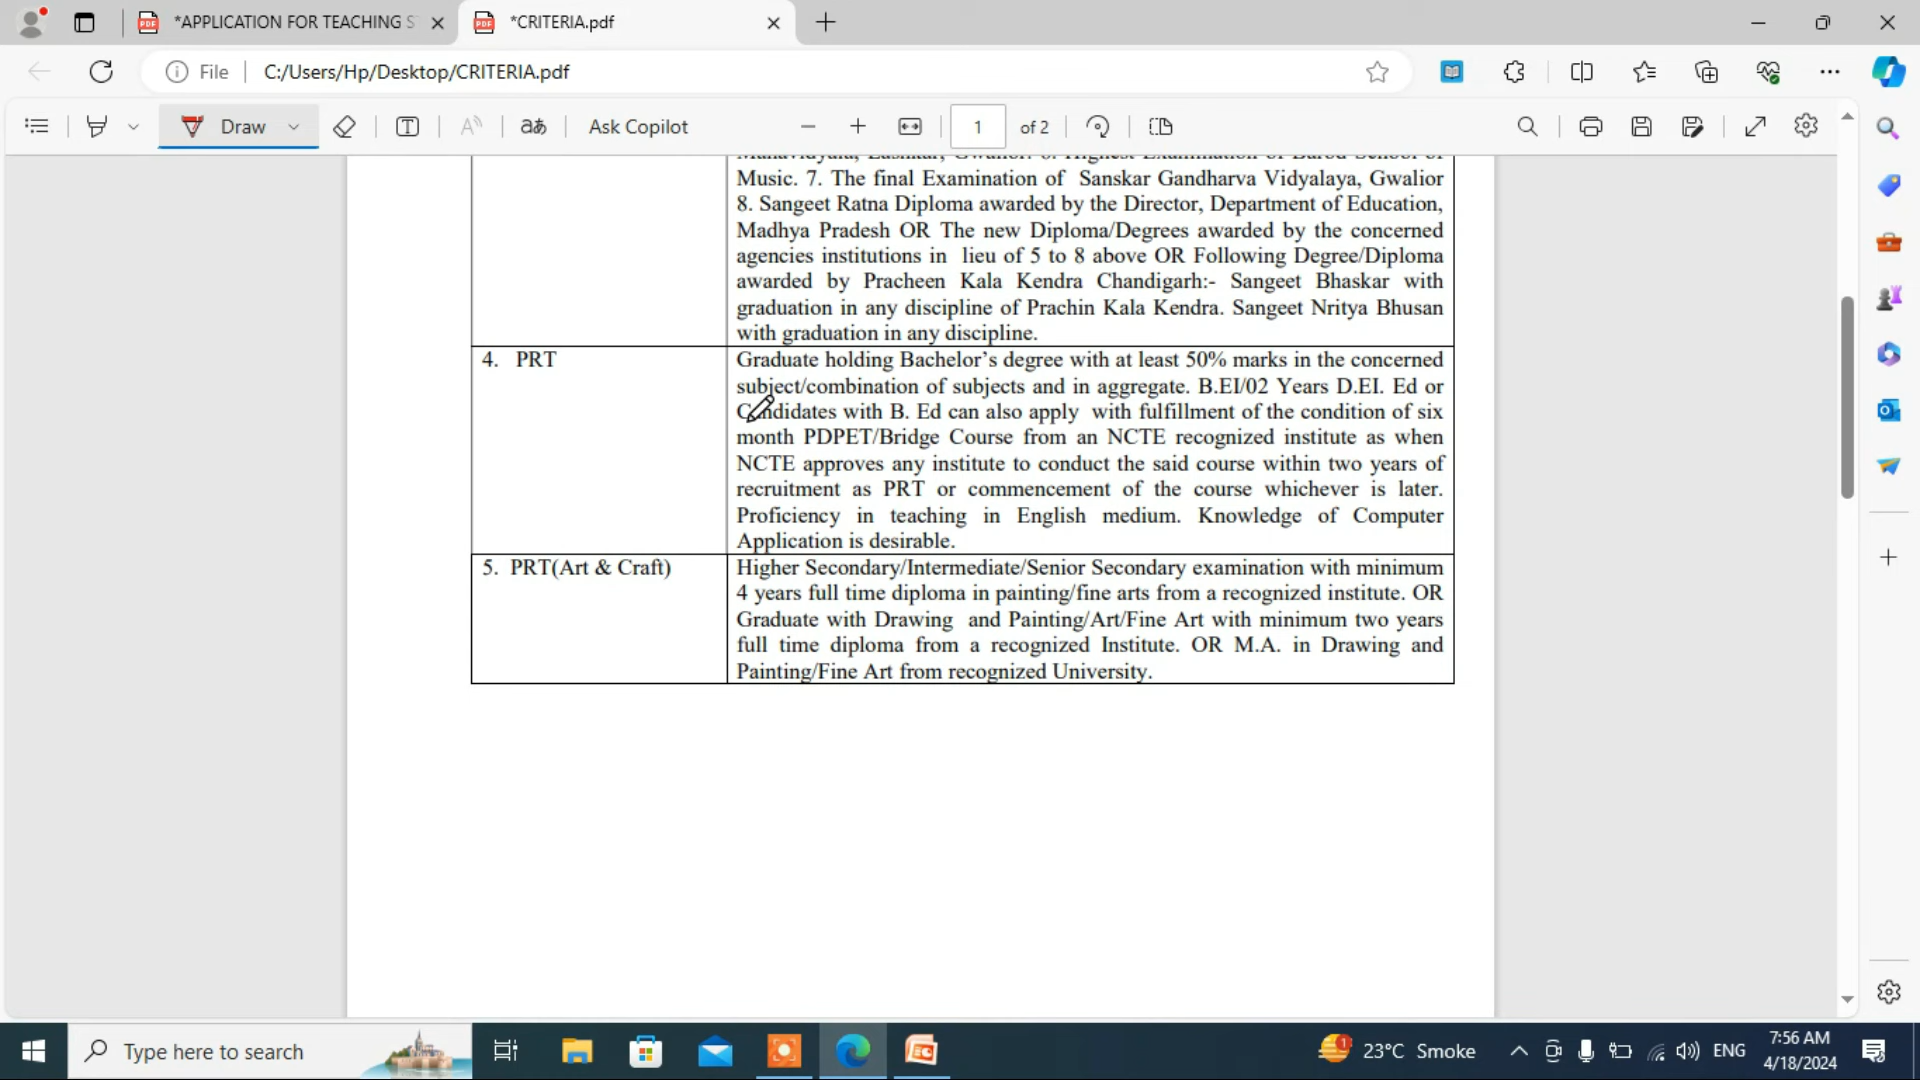 *APPLICATION FOR TEACHING S
*CRITERIA.pdf
File
C:/Users/Hp/Desktop/CRITERIA.pdf
Draw
aあ
Ask Copilot
1
of 2
Music. 7. The final Examination of Sanskar Gandharva Vidyalaya, Gwalior
8. Sangeet Ratna Diploma awarded by the Director, Department of Education,
Madhya Pradesh OR The new Diploma/Degrees awarded by the concerned
agencies institutions in lieu of 5 to 8 above OR Following Degree/Diploma
awarded by Pracheen Kala Kendra Chandigarh:- Sangeet Bhaskar with
graduation in any discipline of Prachin Kala Kendra. Sangeet Nritya Bhusan
with graduation in any discipline.
4. PRT
Graduate holding Bachelor's degree with at least 50% marks in the concerned
subject/combination of subjects and in aggregate. B.EI/02 Years D.EI. Ed or
Candidates with B. Ed can also apply with fulfillment of the condition of six
month PDPET/Bridge Course from an NCTE recognized institute as when
NCTE approves any institute to conduct the said course within two years of
recruitment as PRT or commencement of the course whichever is later.
Proficiency in teaching in English medium. Knowledge of Computer
Application is desirable.
5. PRT(Art & Craft)
Higher Secondary/Intermediate/Senior Secondary examination with minimum
4 years full time diploma in painting/fine arts from a recognized institute. OR
Graduate with Drawing and Painting/Art/Fine Art with minimum two years
full time diploma from a recognized Institute. OR M.A. in Drawing and
Painting/Fine Art from recognized University.
Type here to search
23°C Smoke
ENG
7:56 AM
4/18/2024